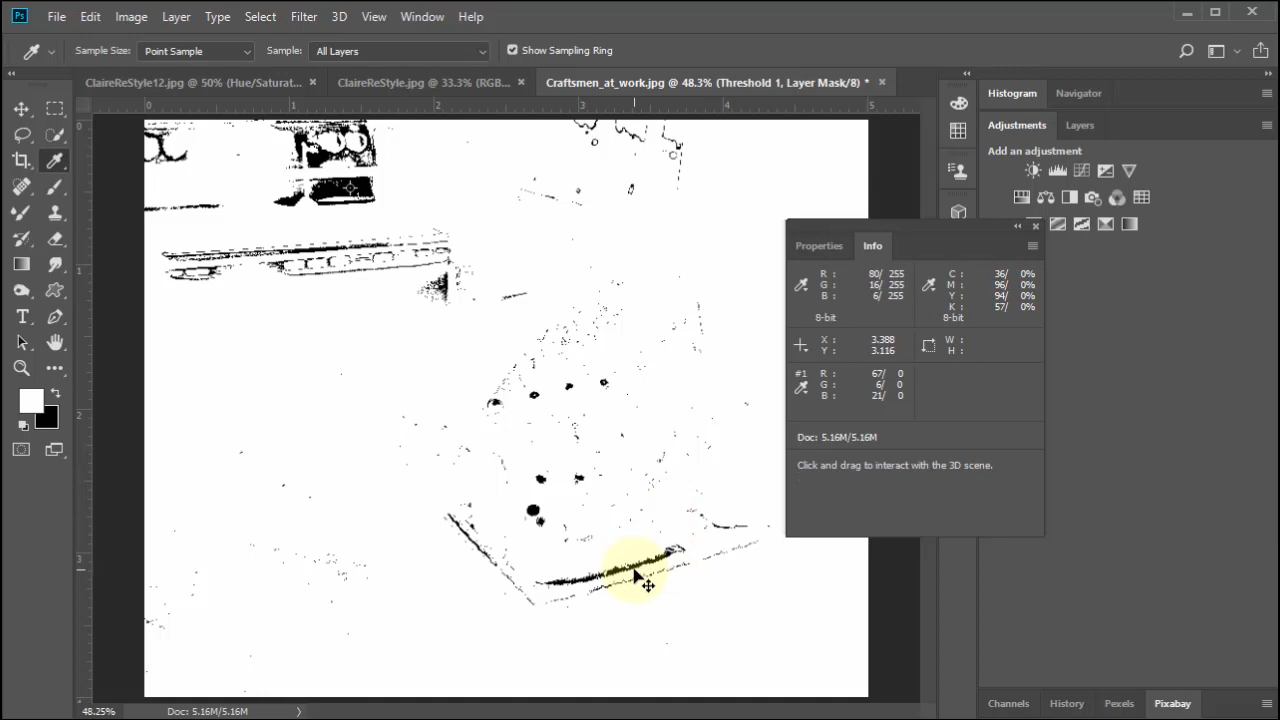 Ps File Edit Image Layer Type Select Filter 3D View Window Help
Sample Size: Point Sample Sample: All Layers Show Sampling Ring
ClaireReStyle12.jpg @ 50% (Hue/Saturat... ClaireReStyle.jpg @ 33.3% (RGB... Craftsmen_at_work.jpg @ 48.3% (Threshold 1, Layer Mask/8) *
Histogram Navigator
0 1 2 3 4 5
0
1
2
3
Adjustments Layers
Add an adjustment
Properties Info
R : 80/ 255 C : 36/ 0%
G : 16/ 255 M : 96/ 0%
B : 6/ 255 Y : 94/ 0%
K : 57/ 0%
8-bit 8-bit
X : 3.388 W :
Y : 3.116 H :
#1 R : 67/ 0
G : 6/ 0
B : 21/ 0
Doc: 5.16M/5.16M
Click and drag to interact with the 3D scene.
Channels History Pexels Pixabay
48.25% Doc: 5.16M/5.16M